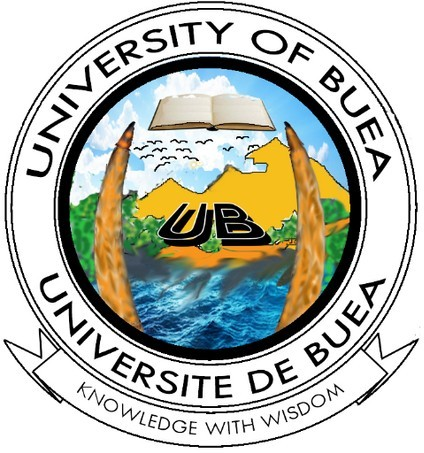 UNIVERSITY OF BUEA
UB
UNIVERSITE DE BUEA
KNOWLEDGE WITH WISDOM